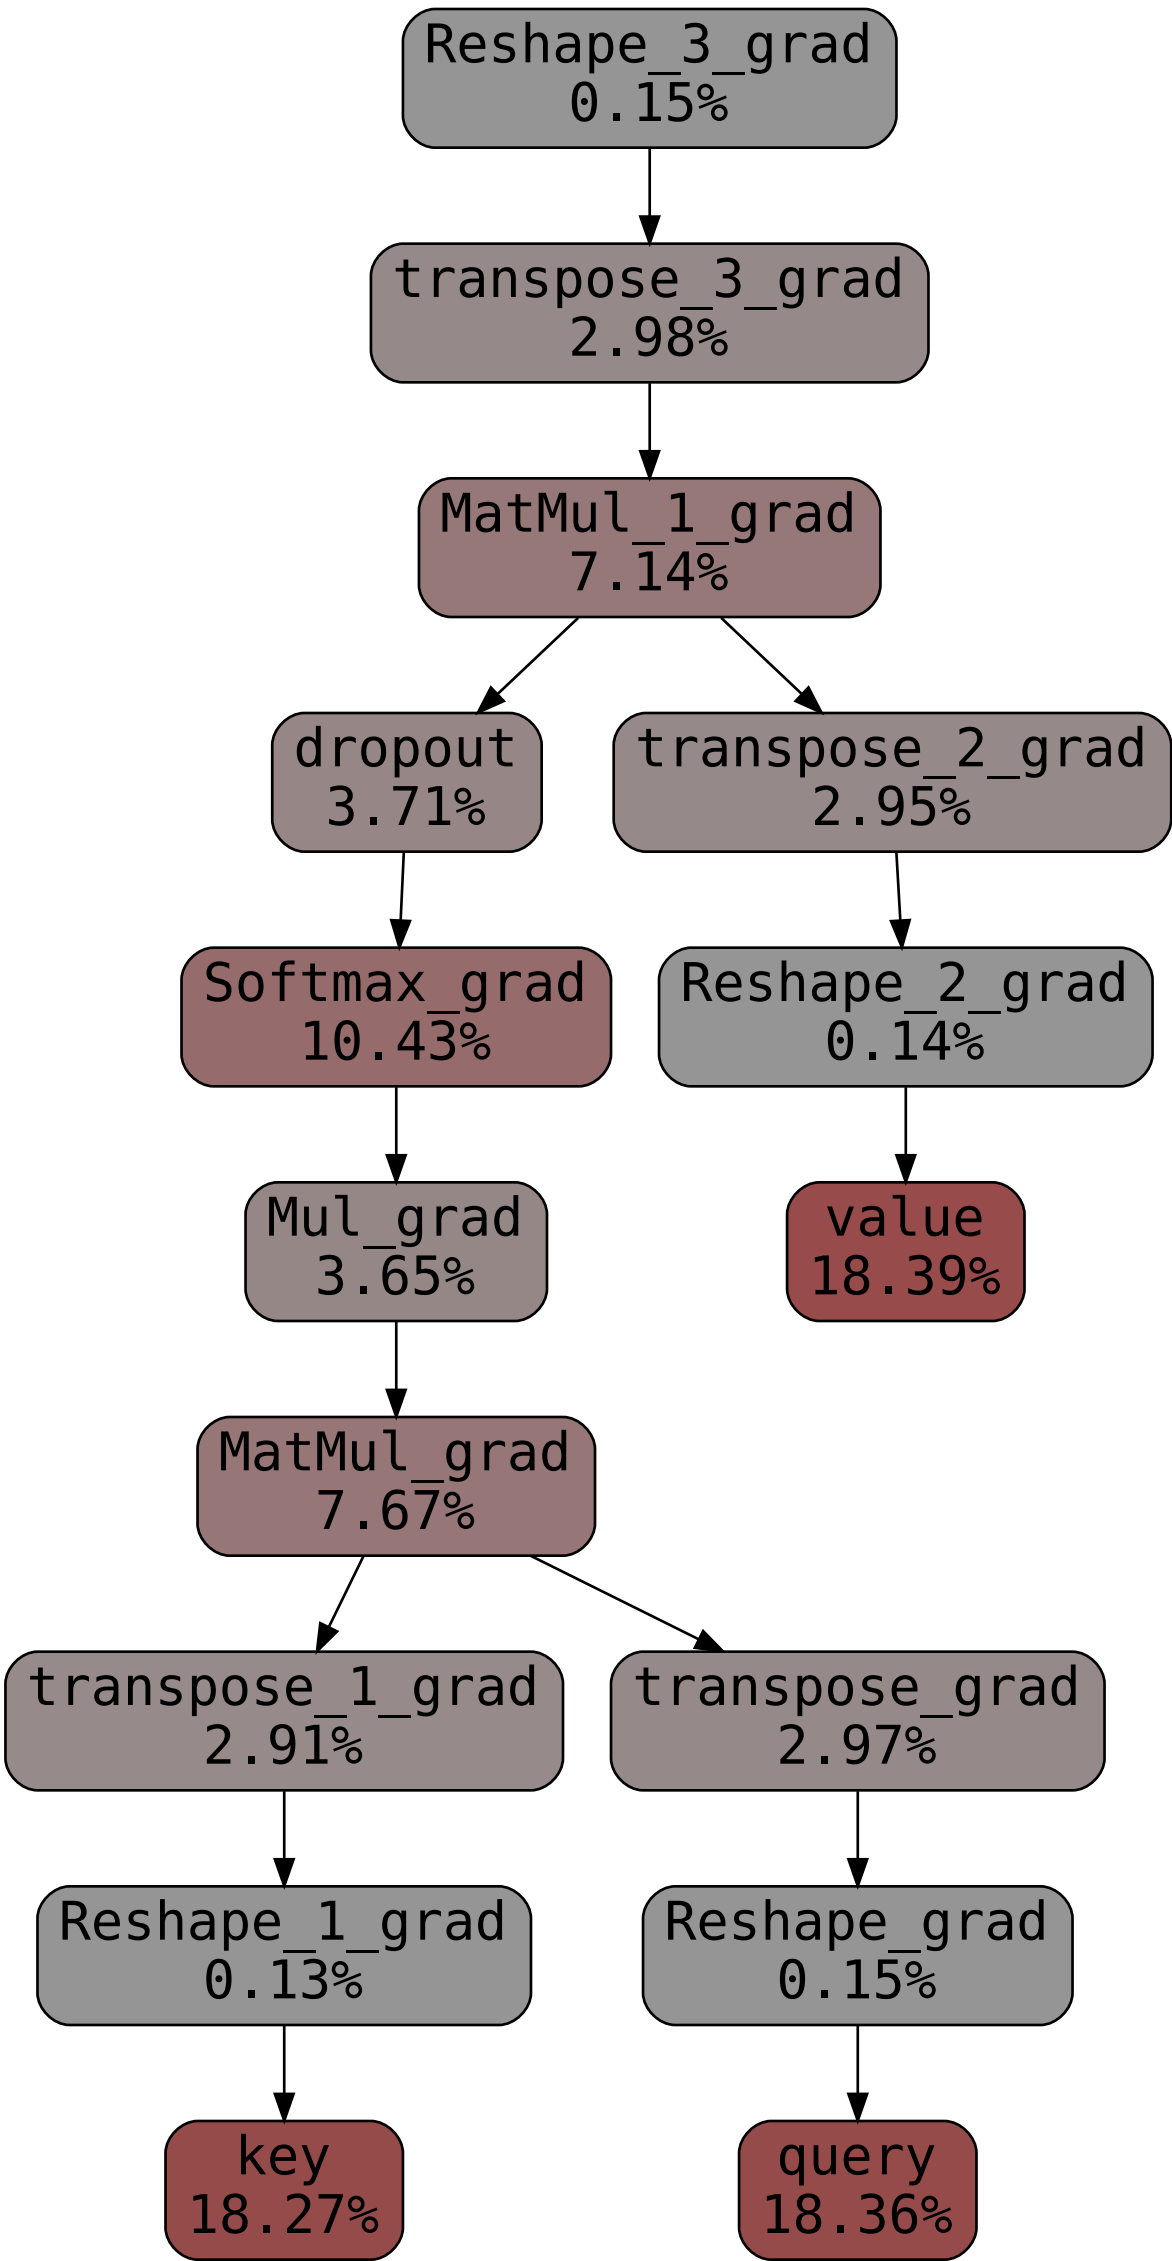 Reshape_3_grad
0.15%
transpose_3_grad
2.98%
MatMul_1_grad
7.14%
dropout
3.71%
transpose_2_grad
2.95%
Softmax_grad
10.43%
Reshape_2_grad
0.14%
Mul_grad
3.65%
value
18.39%
MatMul_grad
7.67%
transpose_1_grad
2.91%
transpose_grad
2.97%
Reshape_1_grad
0.13%
Reshape_grad
0.15%
key
18.27%
query
18.36%